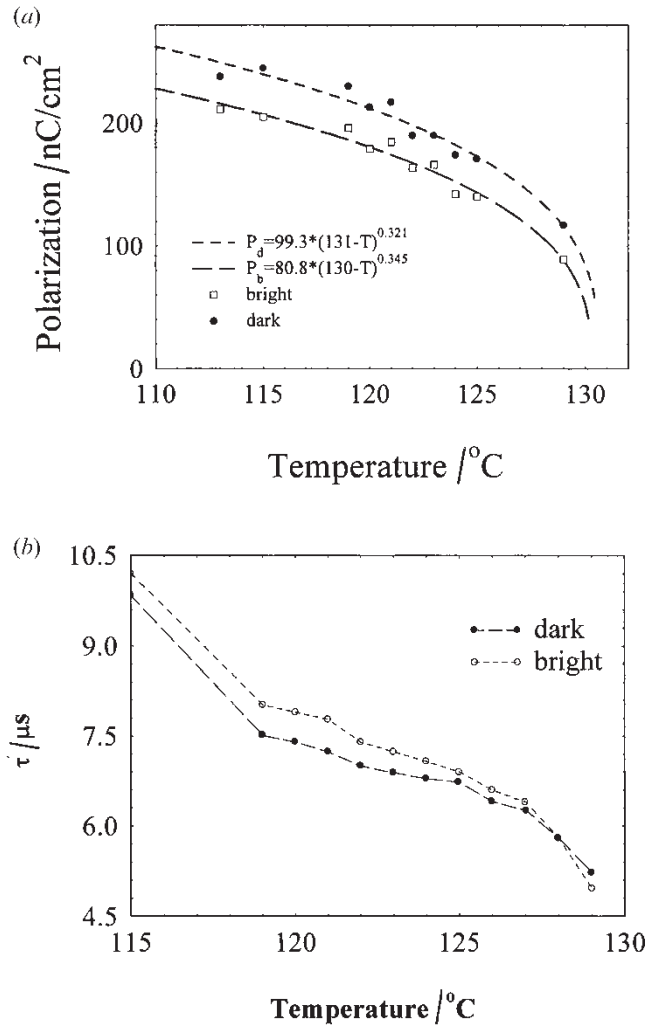 (a)
Polarization /nC/cm²
200
100
0
P_d=99.3*(131-T)^0.321
P_b=80.8*(130-T)^0.345
bright
dark
110 115 120 125 130
Temperature /°C
(b)
τ /μs
10.5
9.0
7.5
6.0
4.5
dark
bright
115 120 125 130
Temperature /°C